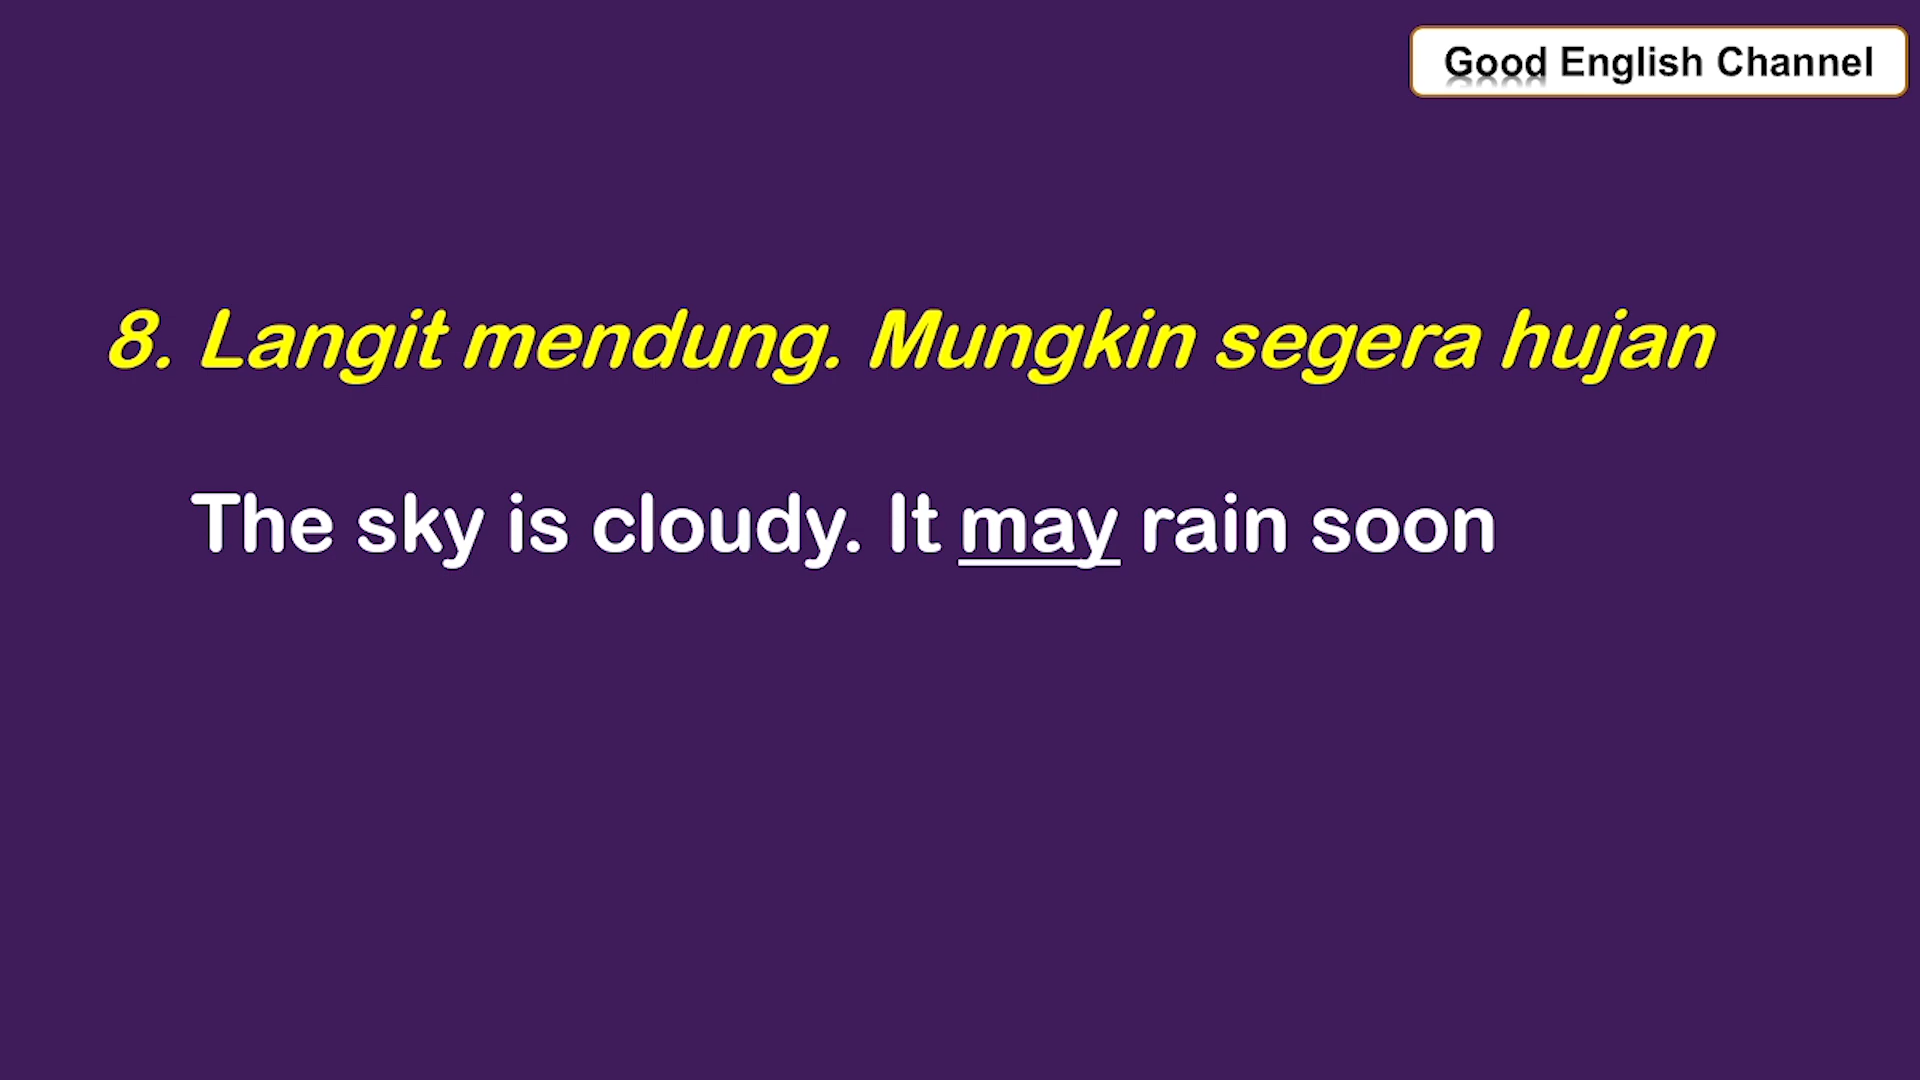 Good English Channel
8. Langit mendung. Mungkin segera hujan
The sky is cloudy. It may rain soon